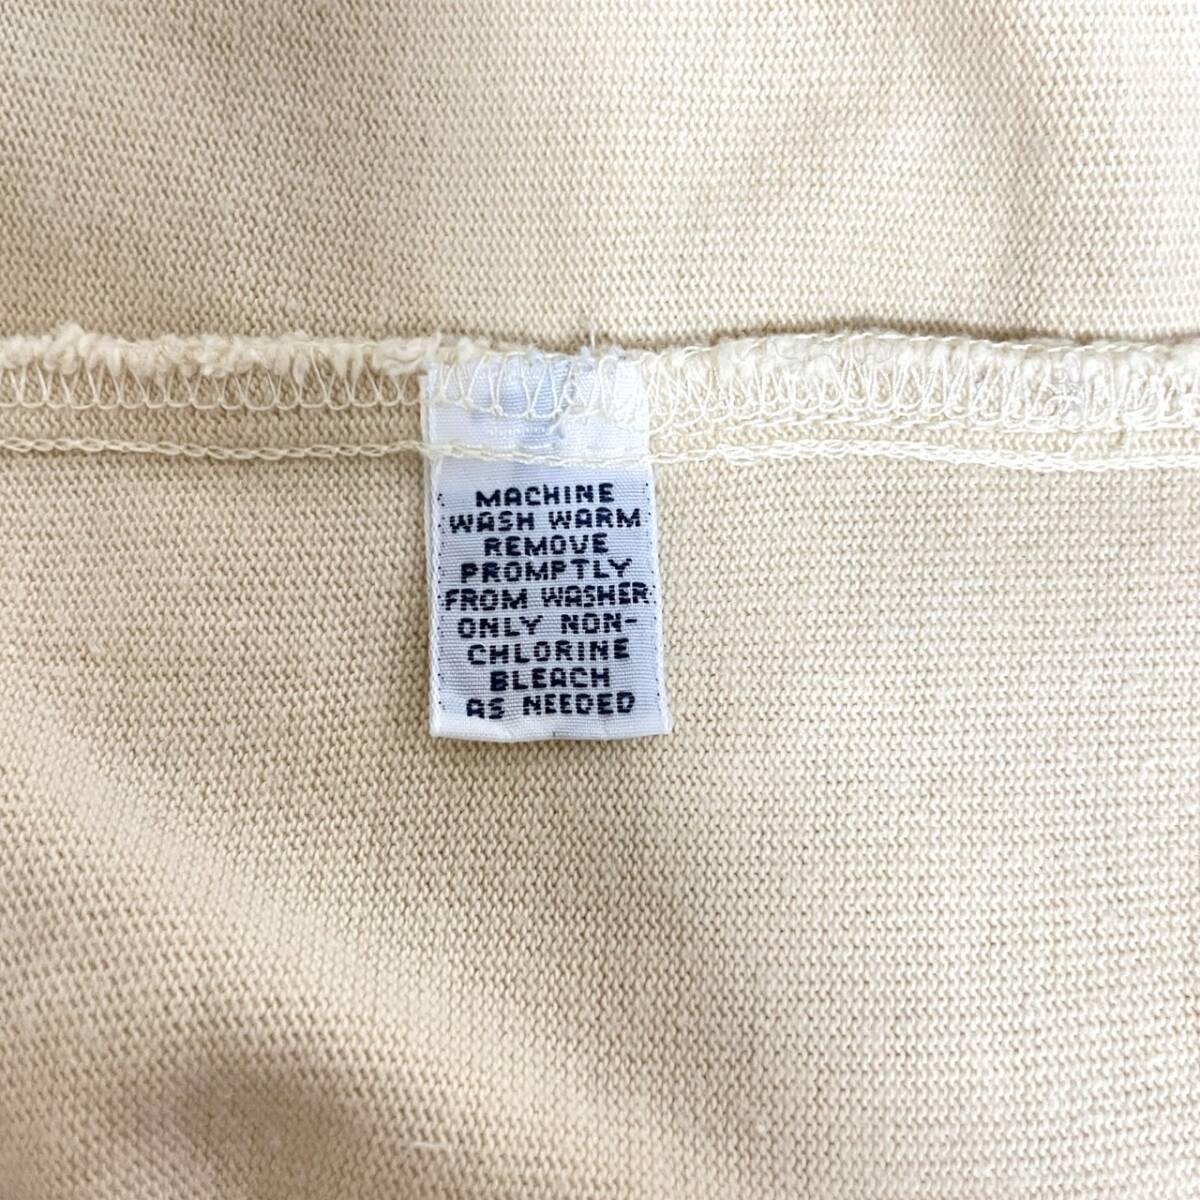 MACHINE
WASH WARM
REMOVE
PROMPTLY
FROM WASHER
ONLY NON-
CHLORINE
BLEACH
AS NEEDED